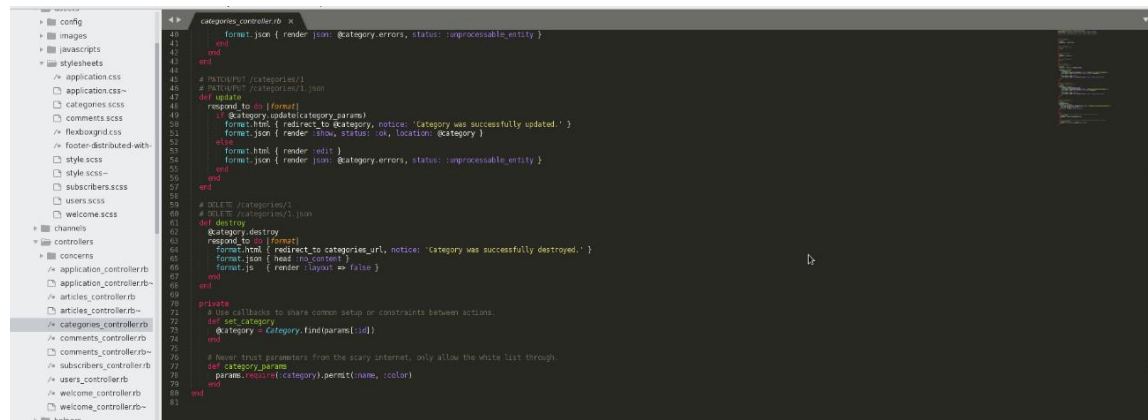 config
images
javascripts
stylesheets
application.css
application.css~
categories.scss
comments.scss
flexboxgrid.css
footer-distributed-with-
style.scss
style.scss~
subscribers.scss
users.scss
welcome.scss
channels
controllers
concerns
application_controller.rb
application_controller.rb~
articles_controller.rb
articles_controller.rb~
categories_controller.rb
comments_controller.rb
comments_controller.rb~
subscribers_controller.rb
users_controller.rb
welcome_controller.rb
welcome_controller.rb~
categories_controller.rb ×
40 format.json { render json: @category.errors, status: :unprocessable_entity }
41 end
42 end
43 end
44
45 # PATCH/PUT /categories/1
46 # PATCH/PUT /categories/1.json
47 def update
48 respond_to do |format|
49 if @category.update(category_params)
50 format.html { redirect_to @category, notice: 'Category was successfully updated.' }
51 format.json { render :show, status: :ok, location: @category }
52 else
53 format.html { render :edit }
54 format.json { render json: @category.errors, status: :unprocessable_entity }
55 end
56 end
57 end
58
59 # DELETE /categories/1
60 # DELETE /categories/1.json
61 def destroy
62 @category.destroy
63 respond_to do |format|
64 format.html { redirect_to categories_url, notice: 'Category was successfully destroyed.' }
65 format.json { head :no_content }
66 format.js { render :layout => false }
67 end
68 end
69
70 private
71 # Use callbacks to share common setup or constraints between actions.
72 def set_category
73 @category = Category.find(params[:id])
74 end
75
76 # Never trust parameters from the scary internet, only allow the white list through.
77 def category_params
78 params.require(:category).permit(:name, :color)
79 end
80 end
81